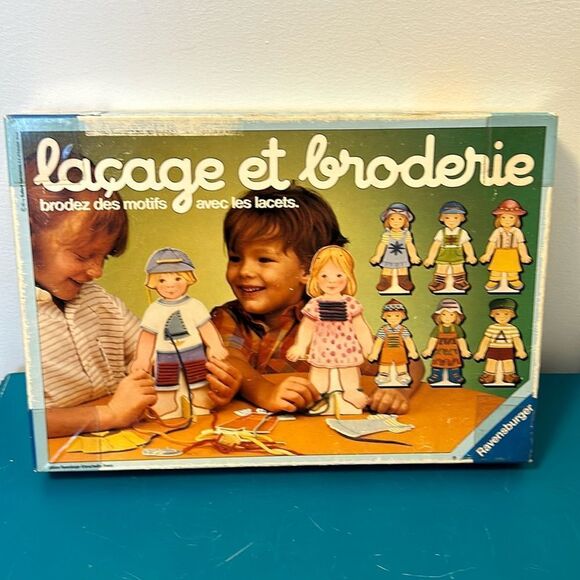 laçage et broderie
brodez des motifs avec les lacets.
Ravensburger